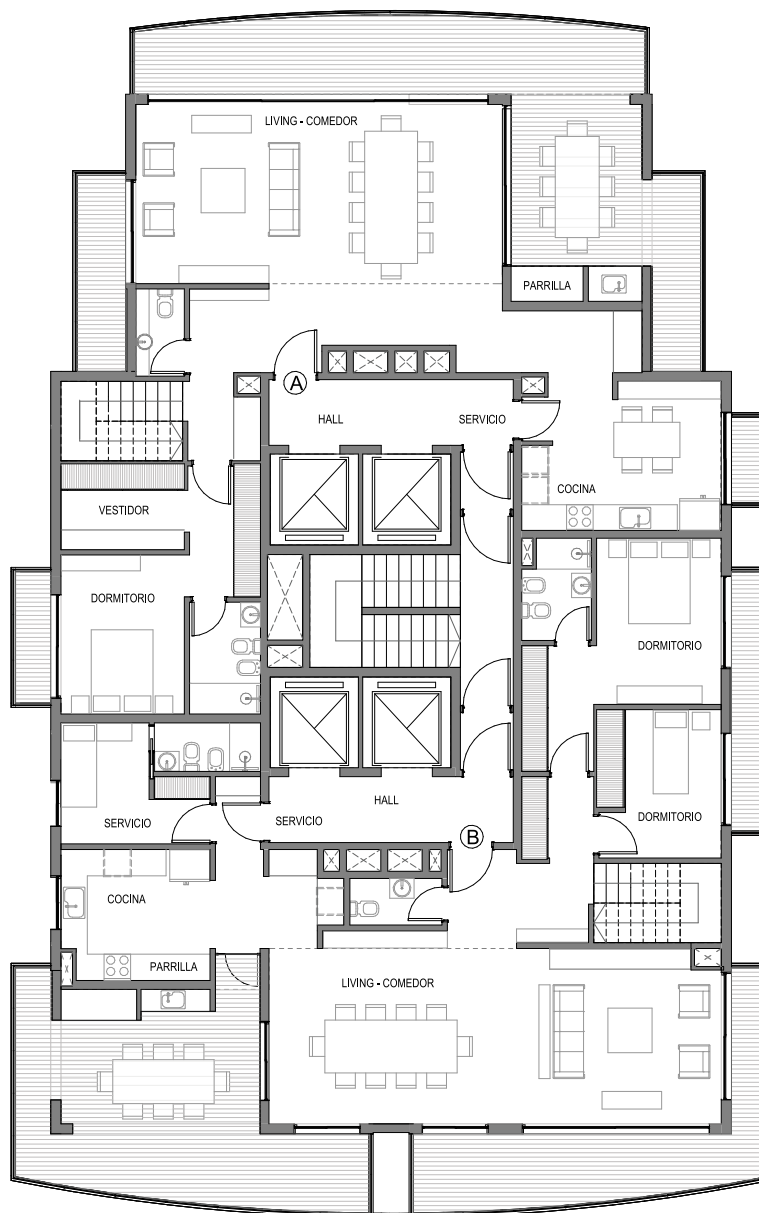 LIVING - COMEDOR
PARRILLA
A
HALL
SERVICIO
COCINA
VESTIDOR
DORMITORIO
DORMITORIO
HALL
SERVICIO
SERVICIO
DORMITORIO
B
COCINA
PARRILLA
LIVING - COMEDOR